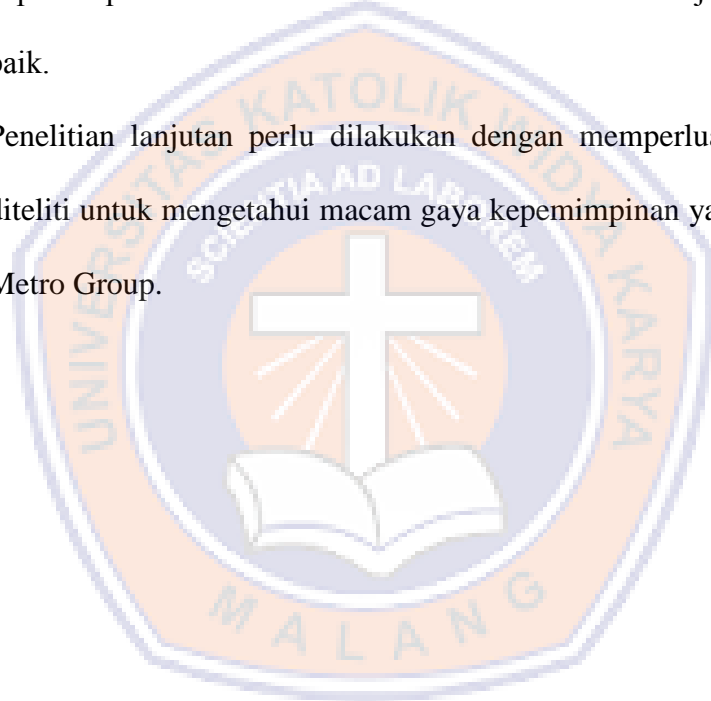 baik.
Penelitian lanjutan perlu dilakukan dengan memperlua
diteliti untuk mengetahui macam gaya kepemimpinan ya
Metro Group.
UNIVERSITAS KATOLIK WIDYA KARYA
SCIENTIA AD LABOREM
MALANG